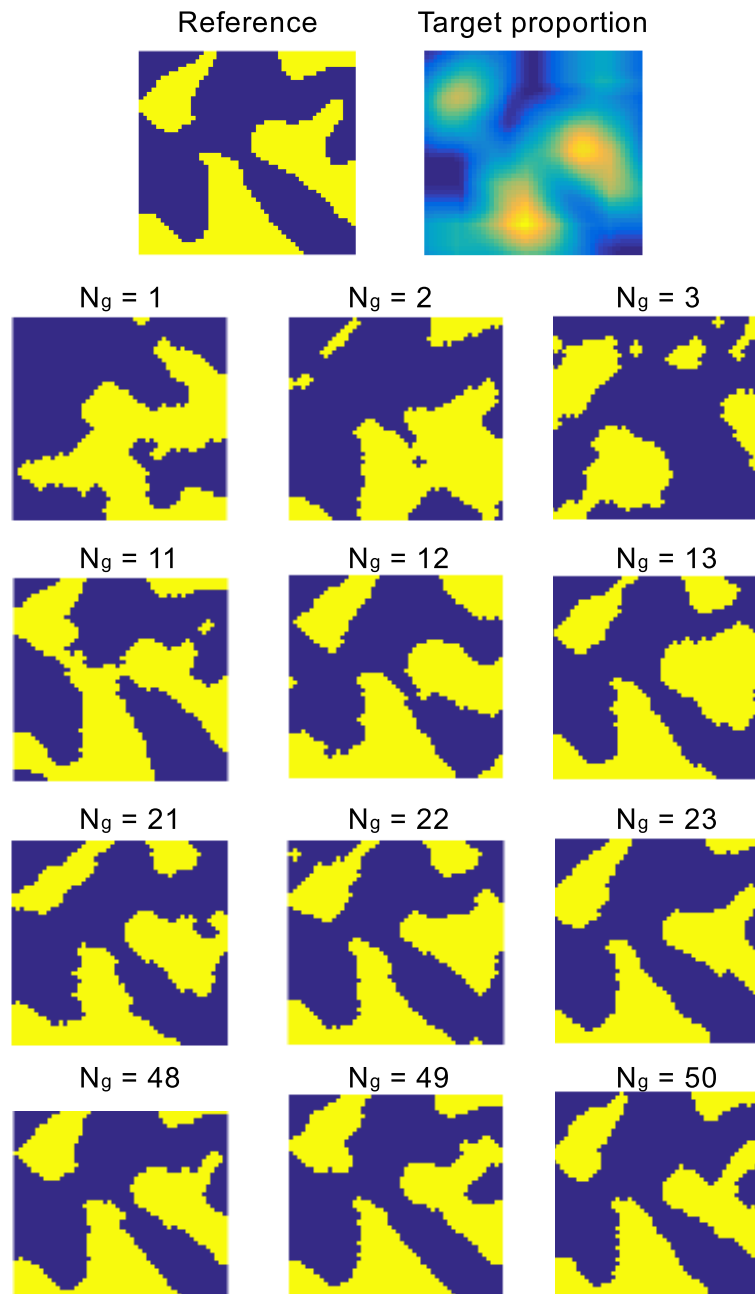 Reference Target proportion
Ng = 1 Ng = 2 Ng = 3
Ng = 11 Ng = 12 Ng = 13
Ng = 21 Ng = 22 Ng = 23
Ng = 48 Ng = 49 Ng = 50